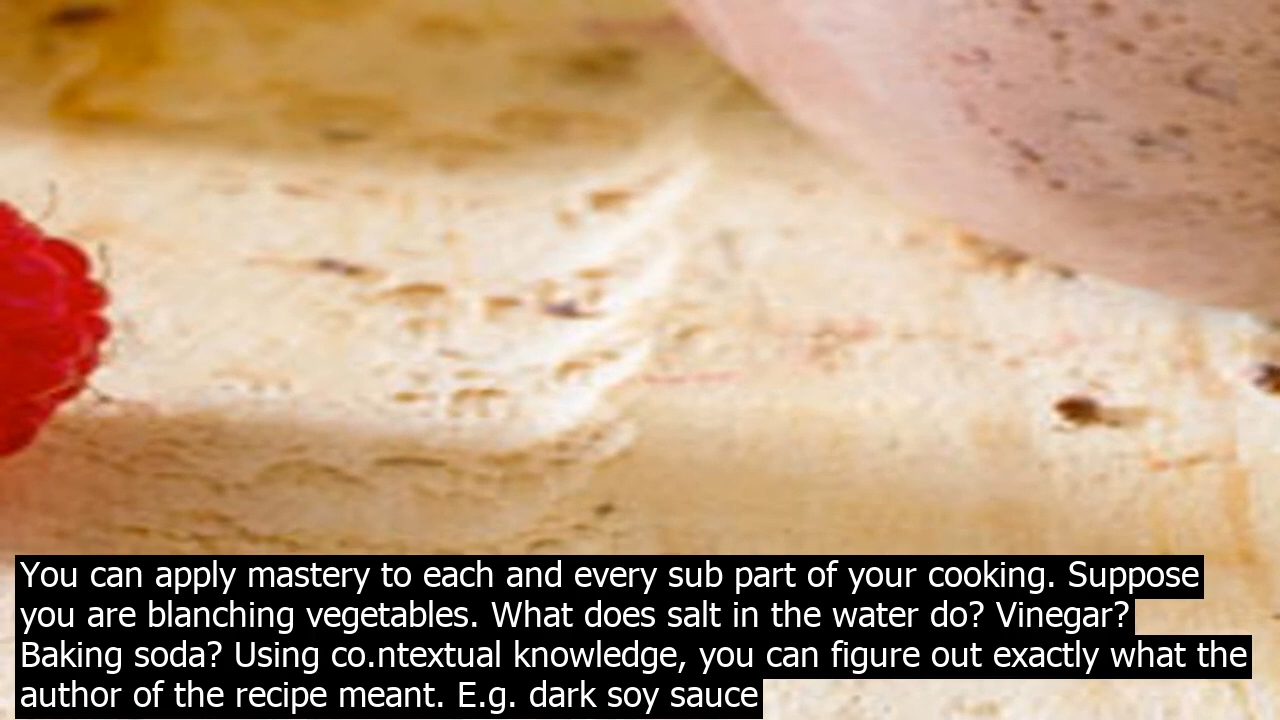 You can apply mastery to each and every sub part of your cooking. Suppose
you are blanching vegetables. What does salt in the water do? Vinegar?
Baking soda? Using co.ntextual knowledge, you can figure out exactly what the
author of the recipe meant. E.g. dark soy sauce